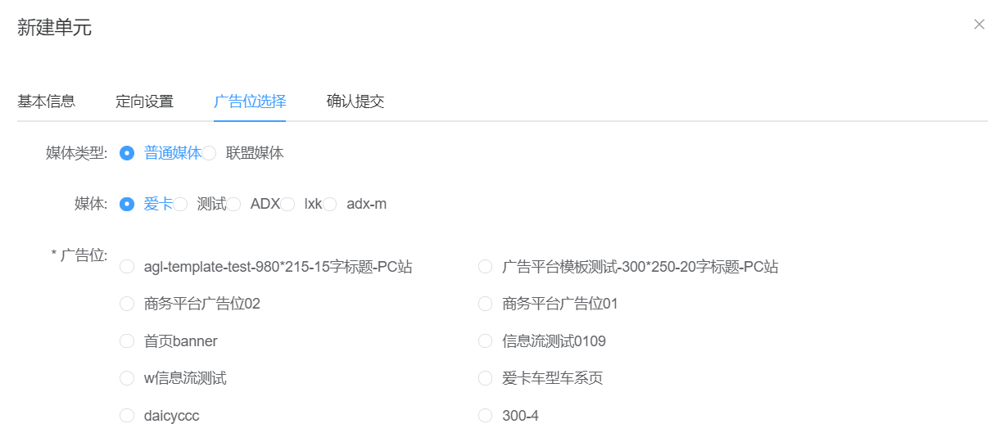 新建单元
基本信息 定向设置 广告位选择 确认提交
媒体类型: 普通媒体 联盟媒体
媒体: 爱卡 测试 ADX lxk adx-m
* 广告位:
agl-template-test-980*215-15字标题-PC站 广告平台模板测试-300*250-20字标题-PC站
商务平台广告位02 商务平台广告位01
首页banner 信息流测试0109
w信息流测试 爱卡车型车系页
daicyccc 300-4